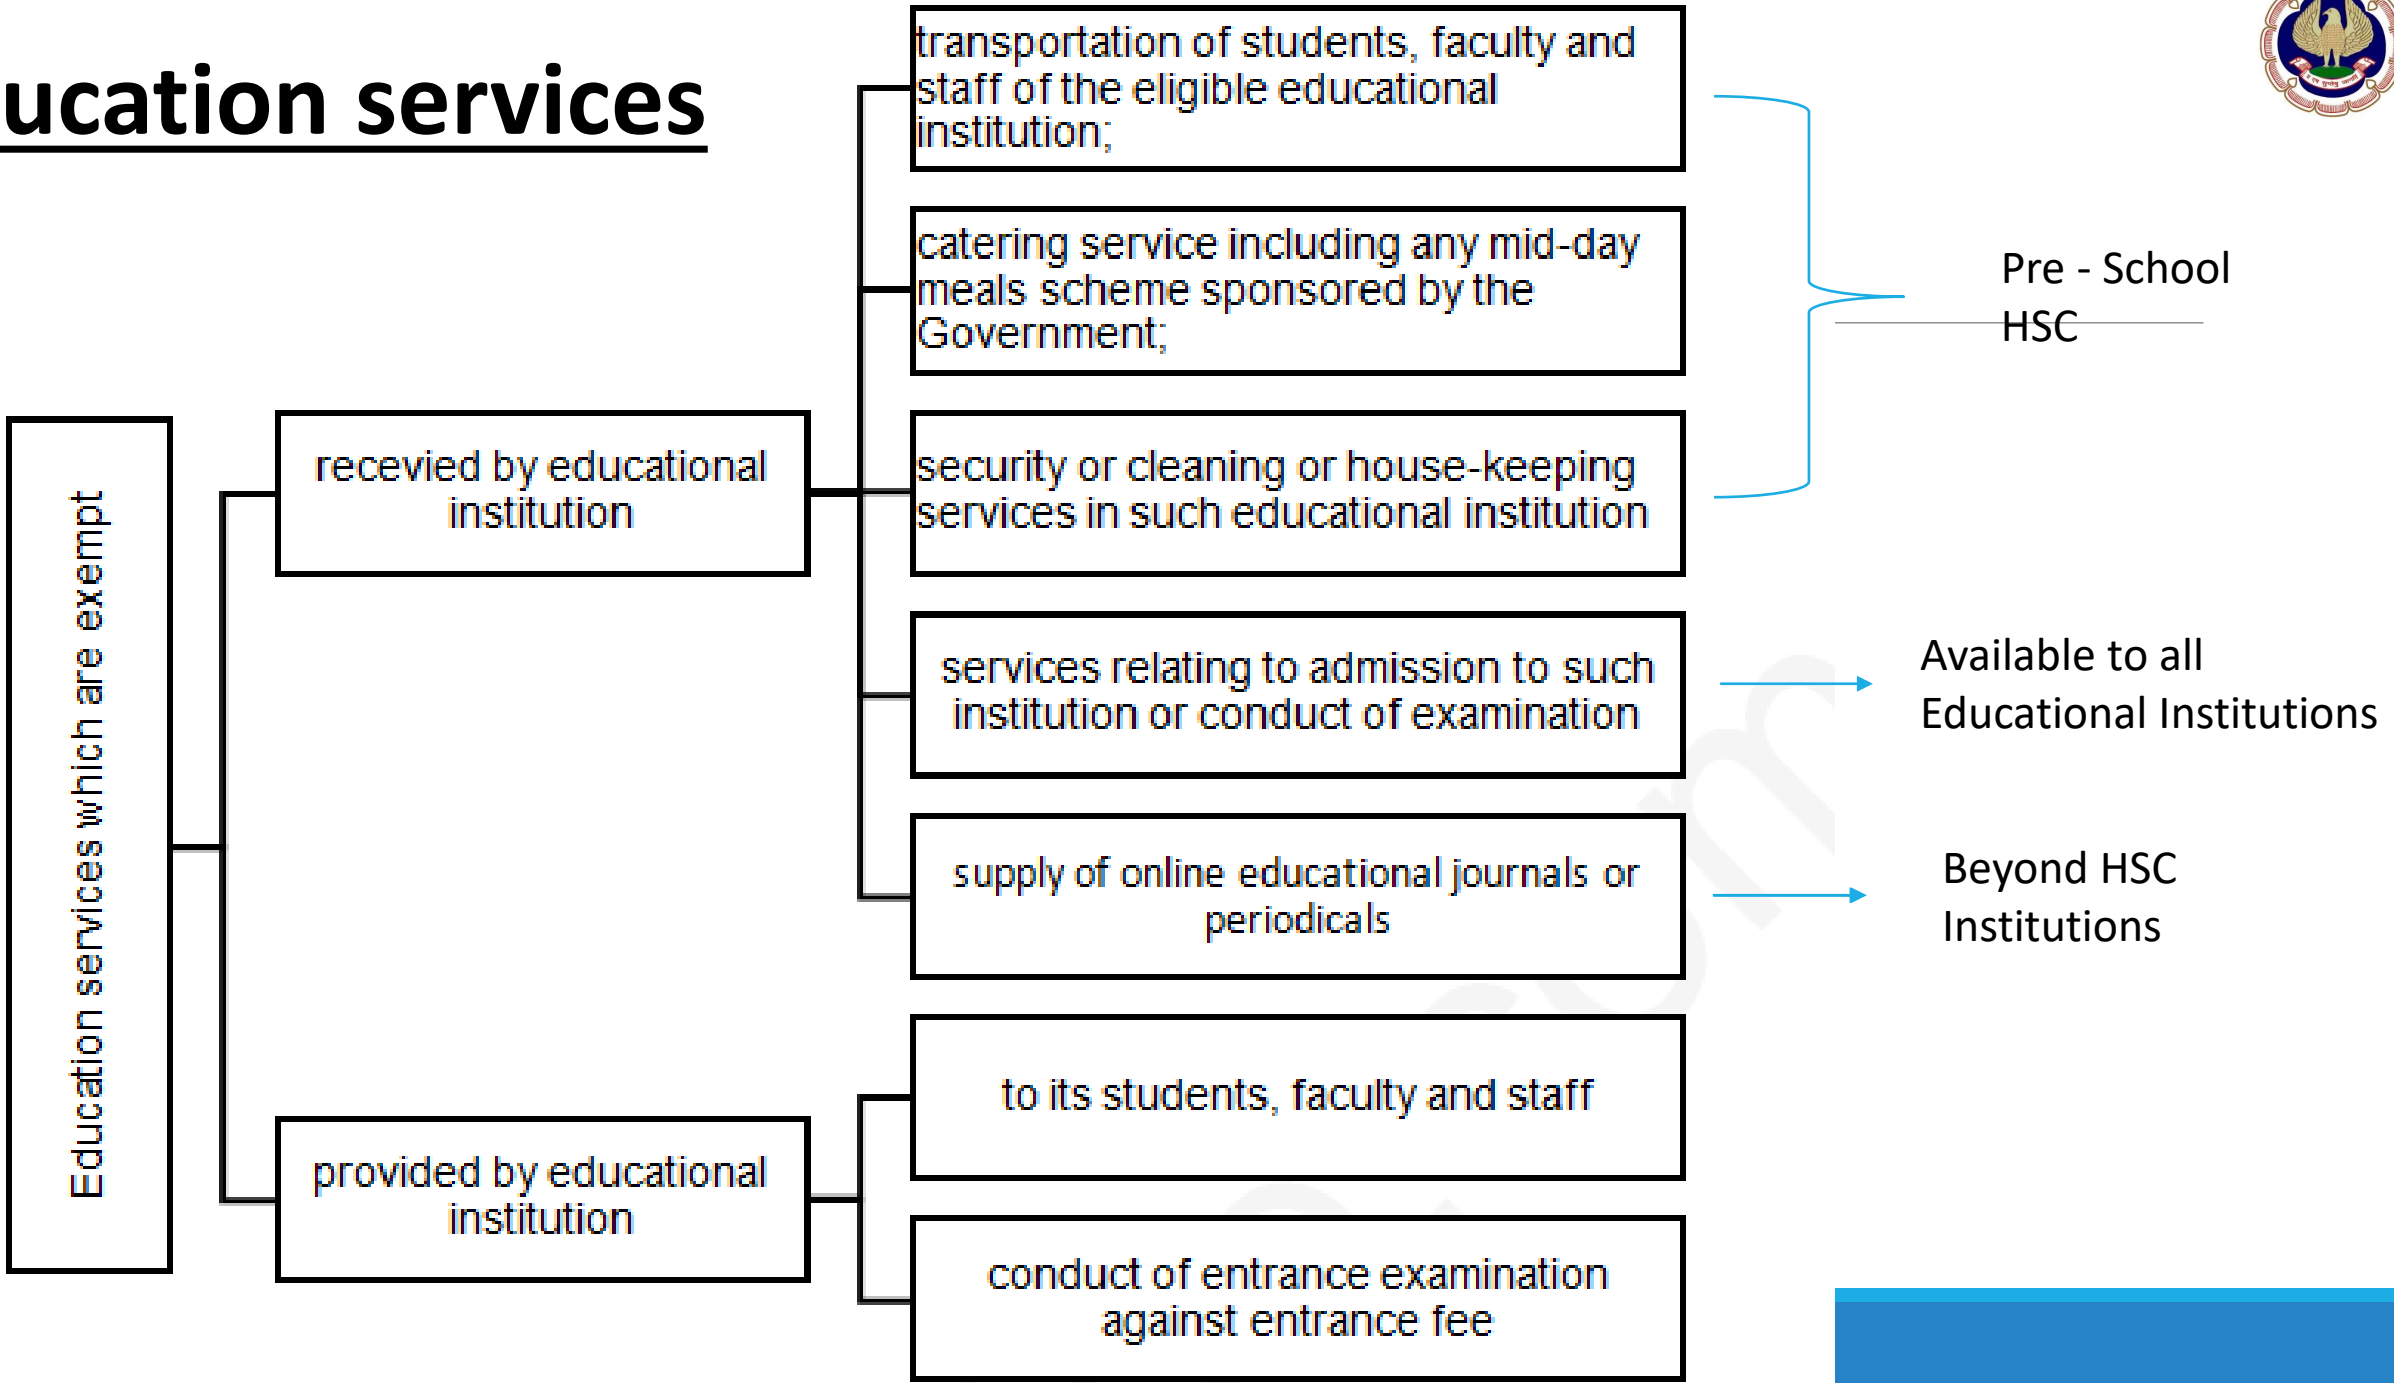 ucation services
transportation of students, faculty and
staff of the eligible educational
institution;
catering service including any mid-day
meals scheme sponsored by the
Government;
Pre - School
HSC
Education services which are exempt
recevied by educational
institution
security or cleaning or house-keeping
services in such educational institution
services relating to admission to such
institution or conduct of examination
Available to all
Educational Institutions
supply of online educational journals or
periodicals
Beyond HSC
Institutions
provided by educational
institution
to its students, faculty and staff
conduct of entrance examination
against entrance fee